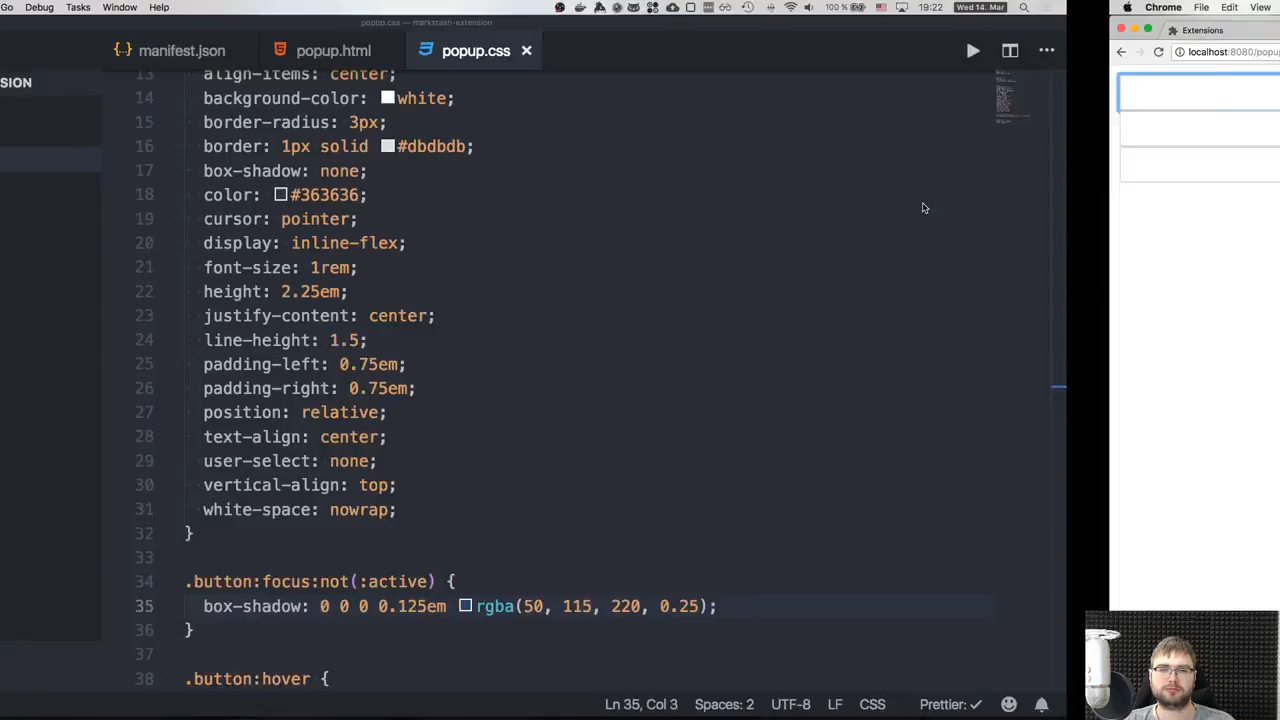 Go Debug Tasks Window Help 100 % 19:22 Wed 14. Mar
Chrome File Edit View
popup.css — markstash-extension
Extensions
{··} manifest.json popup.html popup.css
localhost:8080/popu
SION
13 align-items: center;
14 background-color: white;
15 border-radius: 3px;
16 border: 1px solid #dbdbdb;
17 box-shadow: none;
18 color: #363636;
19 cursor: pointer;
20 display: inline-flex;
21 font-size: 1rem;
22 height: 2.25em;
23 justify-content: center;
24 line-height: 1.5;
25 padding-left: 0.75em;
26 padding-right: 0.75em;
27 position: relative;
28 text-align: center;
29 user-select: none;
30 vertical-align: top;
31 white-space: nowrap;
32 }
33
34 .button:focus:not(:active) {
35 box-shadow: 0 0 0 0.125em rgba(50, 115, 220, 0.25);
36 }
37
38 .button:hover {
Ln 35, Col 3 Spaces: 2 UTF-8 LF CSS Prettier: ✓